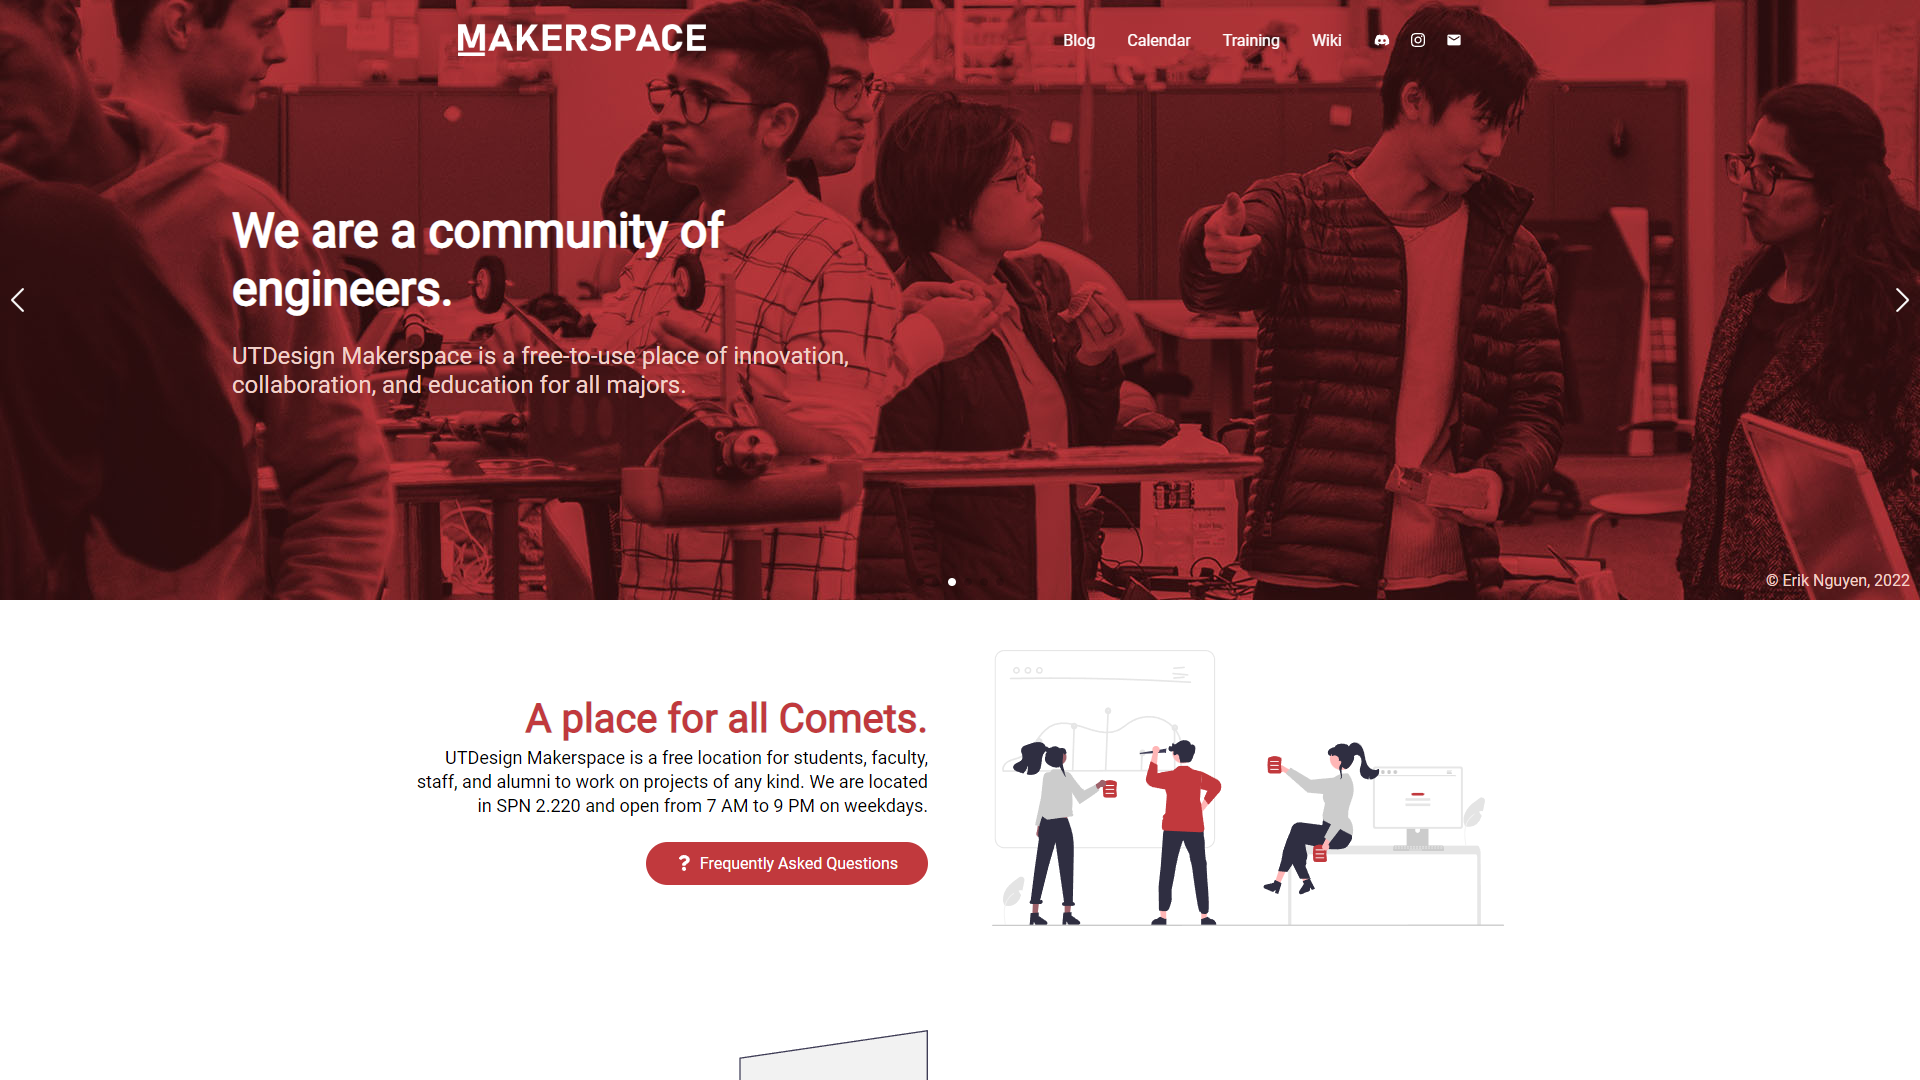 MAKERSPACE
Blog
Calendar
Training
Wiki
We are a community of
engineers.
UTDesign Makerspace is a free-to-use place of innovation,
collaboration, and education for all majors.
© Erik Nguyen, 2022
A place for all Comets.
UTDesign Makerspace is a free location for students, faculty,
staff, and alumni to work on projects of any kind. We are located
in SPN 2.220 and open from 7 AM to 9 PM on weekdays.
? Frequently Asked Questions